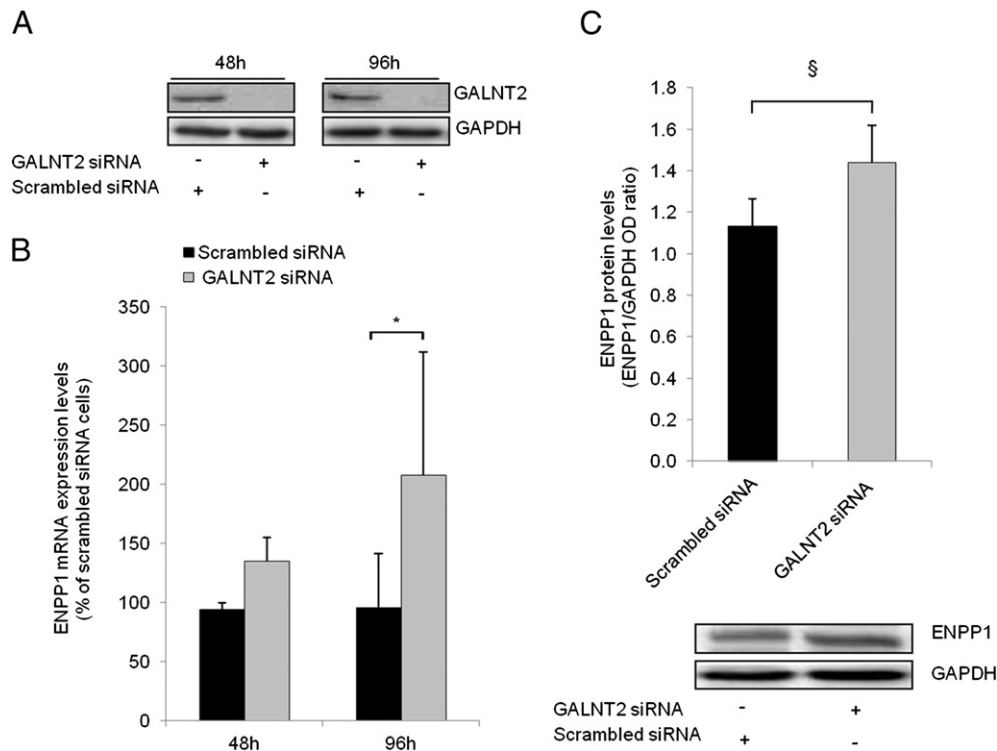 A
48h 96h
GALNT2
GAPDH
GALNT2 siRNA - + - +
Scrambled siRNA + - + -
B
Scrambled siRNA
GALNT2 siRNA
ENPP1 mRNA expression levels
(% of scrambled siRNA cells)
350
300
250
200
150
100
50
0
*
48h 96h
C
§
ENPP1 protein levels
(ENPP1/GAPDH OD ratio)
1.8
1.6
1.4
1.2
1.0
0.8
0.6
0.4
0.2
0.0
Scrambled siRNA
GALNT2 siRNA
ENPP1
GAPDH
GALNT2 siRNA - +
Scrambled siRNA + -